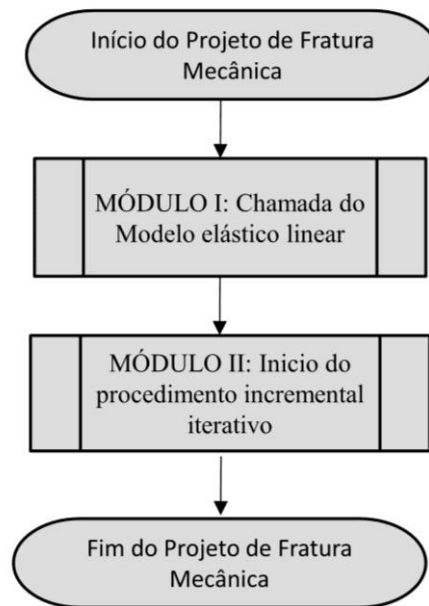 Início do Projeto de Fratura
Mecânica
MÓDULO I: Chamada do
Modelo elástico linear
MÓDULO II: Inicio do
procedimento incremental
iterativo
Fim do Projeto de Fratura
Mecânica